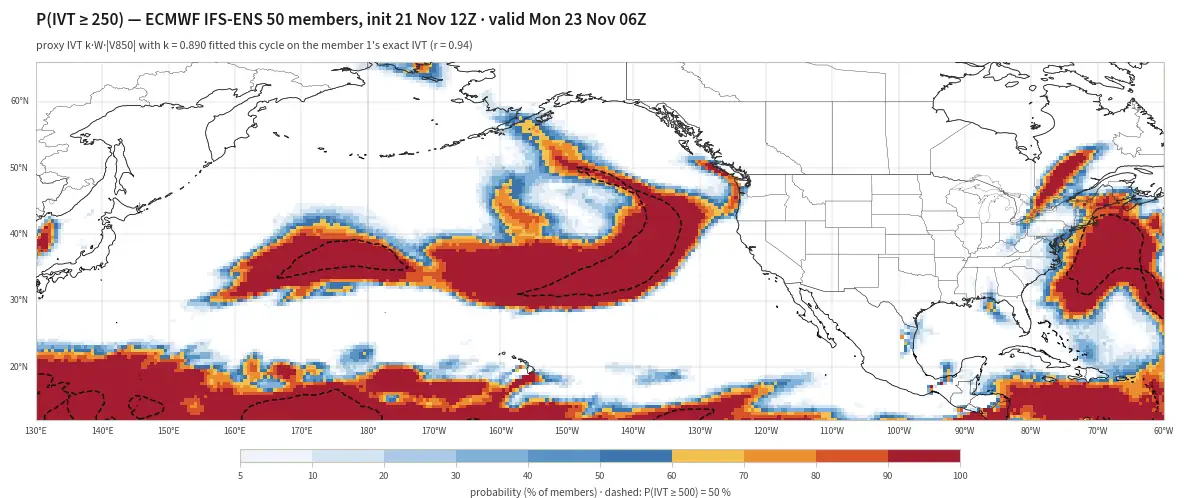 P(IVT ≥ 250) — ECMWF IFS-ENS 50 members, init 21 Nov 12Z · valid Mon 23 Nov 06Z
proxy IVT k·W·|V850| with k = 0.890 fitted this cycle on the member 1's exact IVT (r = 0.94)
60°N
50°N
40°N
30°N
20°N
130°E 140°E 150°E 160°E 170°E 180° 170°W 160°W 150°W 140°W 130°W 120°W 110°W 100°W 90°W 80°W 70°W 60°W
5 10 20 30 40 50 60 70 80 90 100
probability (% of members) · dashed: P(IVT ≥ 500) = 50 %